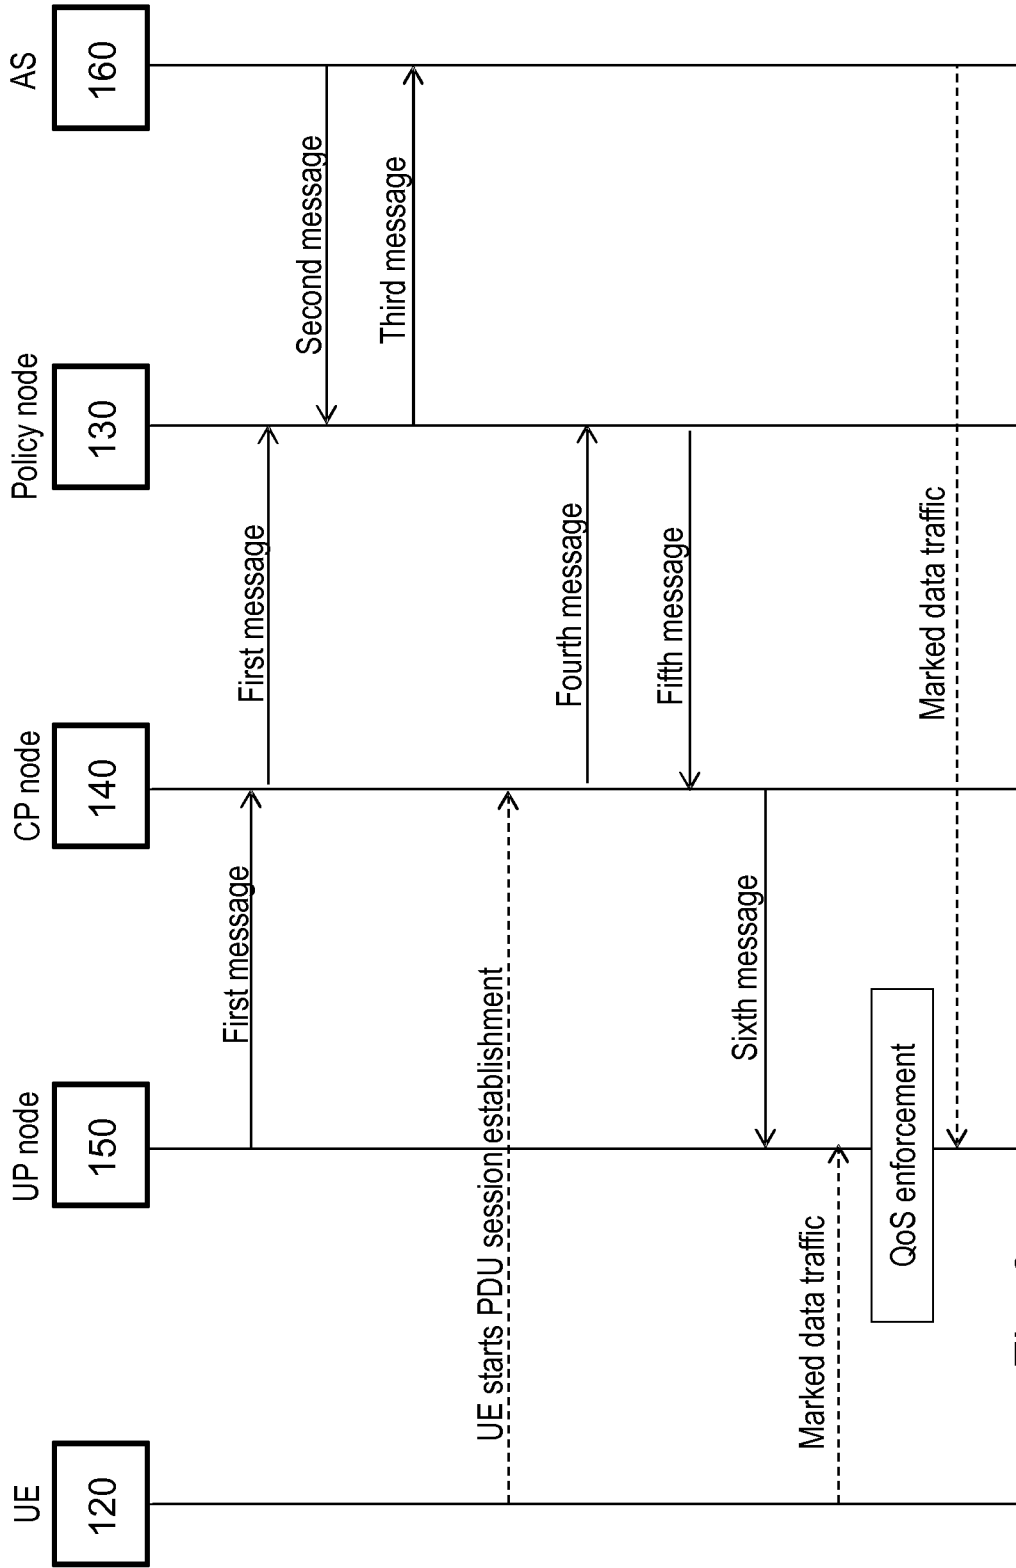 UE
UP node
CP node
Policy node
AS
120
150
140
130
160
First message
First message
Second message
Third message
UE starts PDU session establishment
Fourth message
Fifth message
Sixth message
Marked data traffic
QoS enforcement
Marked data traffic